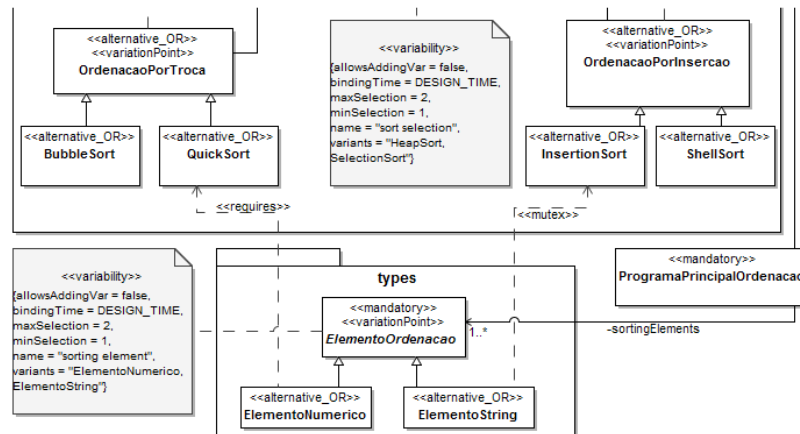 <<alternative_OR>>
<<variationPoint>>
OrdenacaoPorTroca
<<alternative_OR>>
BubbleSort
<<alternative_OR>>
QuickSort
<<variability>>
{allowsAddingVar = false,
bindingTime = DESIGN_TIME,
maxSelection = 2,
minSelection = 1,
name = "sort selection",
variants = "HeapSort,
SelectionSort"}
<<alternative_OR>>
<<variationPoint>>
OrdenacaoPorInsercao
<<alternative_OR>>
InsertionSort
<<alternative_OR>>
ShellSort
<<requires>>
<<mutex>>
<<variability>>
{allowsAddingVar = false,
bindingTime = DESIGN_TIME,
maxSelection = 2,
minSelection = 1,
name = "sorting element",
variants = "ElementoNumerico,
ElementoString"}
types
<<mandatory>>
<<variationPoint>>
ElementoOrdenacao
1..*
-sortingElements
<<mandatory>>
ProgramaPrincipalOrdenacao
<<alternative_OR>>
ElementoNumerico
<<alternative_OR>>
ElementoString